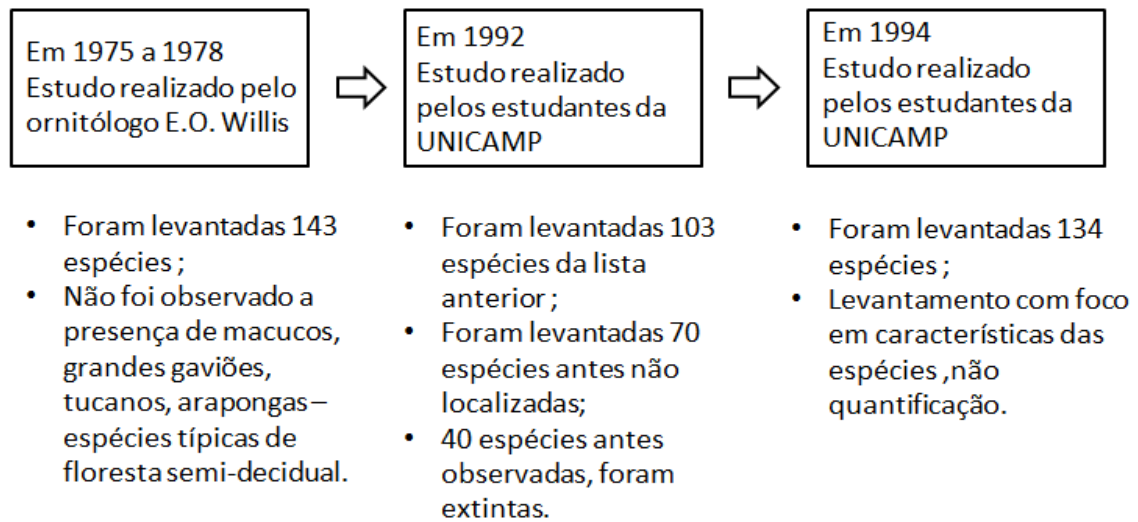 Em 1975 a 1978
Estudo realizado pelo
ornitólogo E.O. Willis
Em 1992
Estudo realizado
pelos estudantes da
UNICAMP
Em 1994
Estudo realizado
pelos estudantes da
UNICAMP
• Foram levantadas 143
espécies ;
• Não foi observado a
presença de macucos,
grandes gaviões,
tucanos, arapongas –
espécies típicas de
floresta semi-decidual.
• Foram levantadas 103
espécies da lista
anterior ;
• Foram levantadas 70
espécies antes não
localizadas;
• 40 espécies antes
observadas, foram
extintas.
• Foram levantadas 134
espécies ;
• Levantamento com foco
em características das
espécies ,não
quantificação.